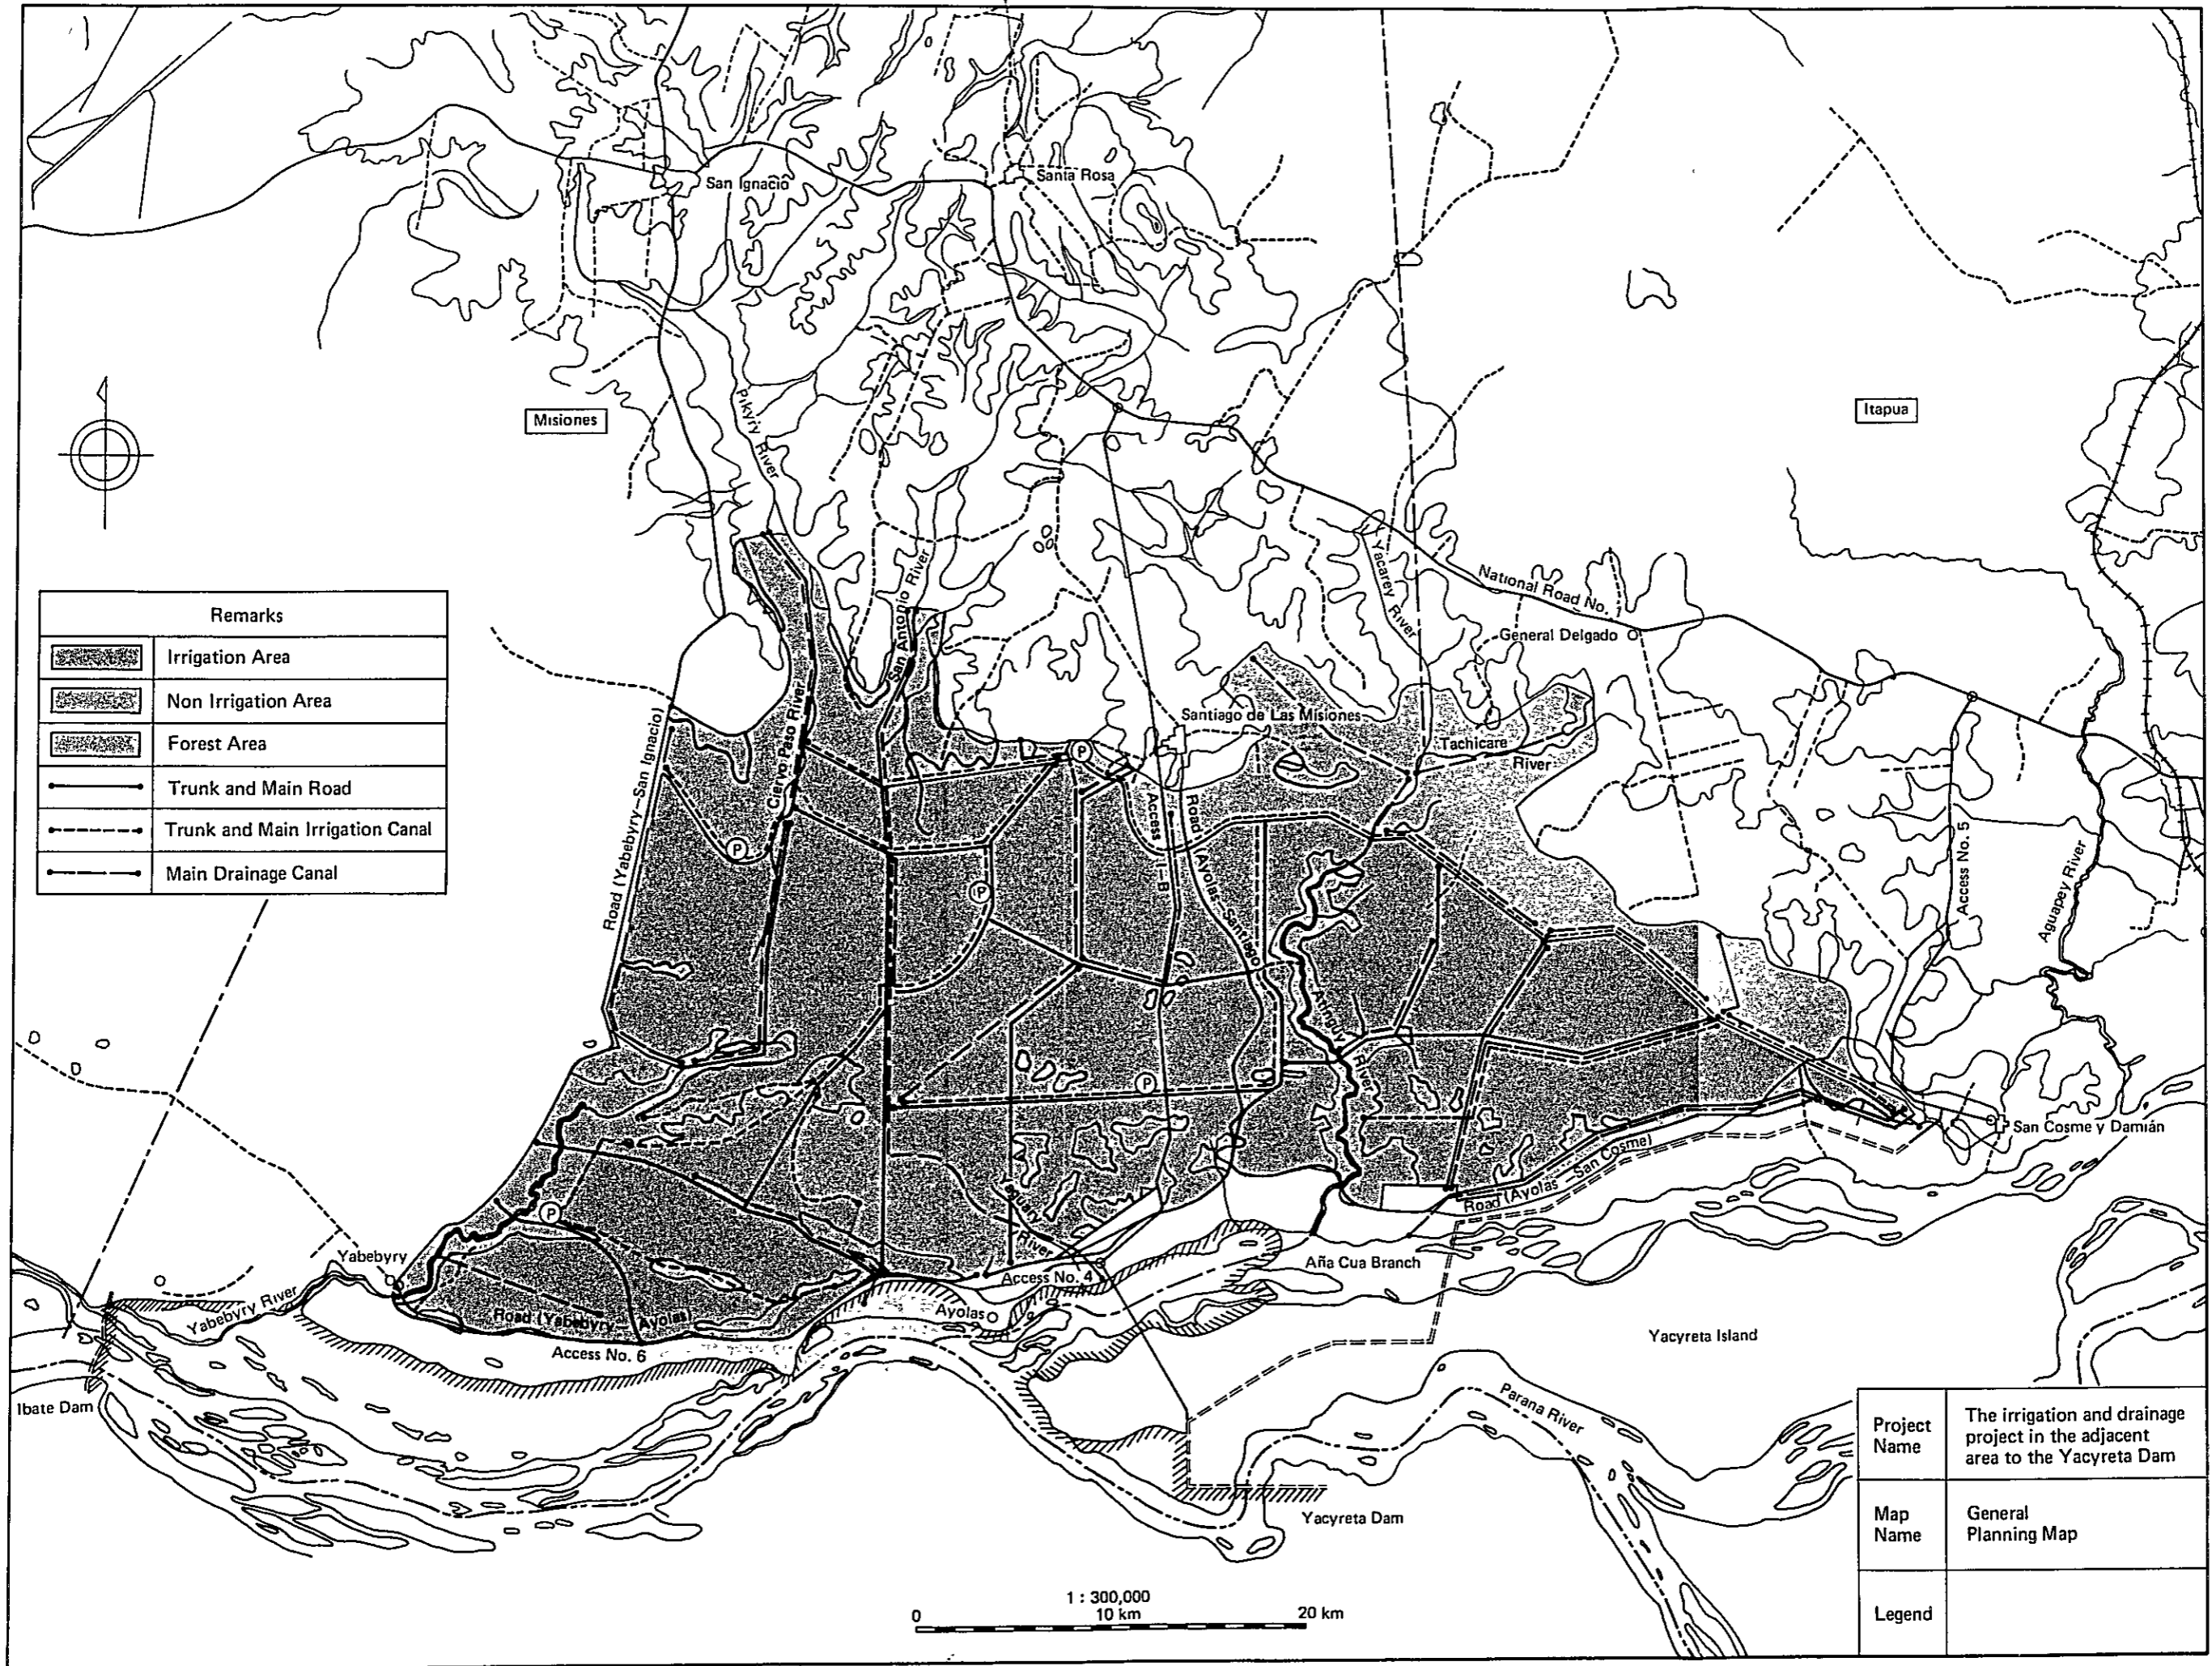 San Ignacio
Santa Rosa
Misiones
Itapua
Pikyry
River
San Antonio River
Yacarey River
National Road No. 1
General Delgado
Remarks
Irrigation Area
Non Irrigation Area
Forest Area
Trunk and Main Road
Trunk and Main Irrigation Canal
Main Drainage Canal
Road (Yabebyry–San Ignacio)
Ciervo Paso River
Santiago de Las Misiones
Tachicare
River
P
P
P
P
P
Access
I–B
Road (Ayolas
Santiago)
Access No. 5
Aguapey River
River
San Cosme y Damián
Road (Ayolas – San Cosme)
River
Yabebyry
Yabebyry River
Road (Yabebyry – Ayolas)
Access No. 6
Access No. 4
Ayolas
Aña Cua Branch
Yacyreta Island
Parana River
Ibate Dam
Yacyreta Dam
1 : 300,000
0 10 km 20 km
Project Name
The irrigation and drainage
project in the adjacent
area to the Yacyreta Dam
Map Name
General
Planning Map
Legend